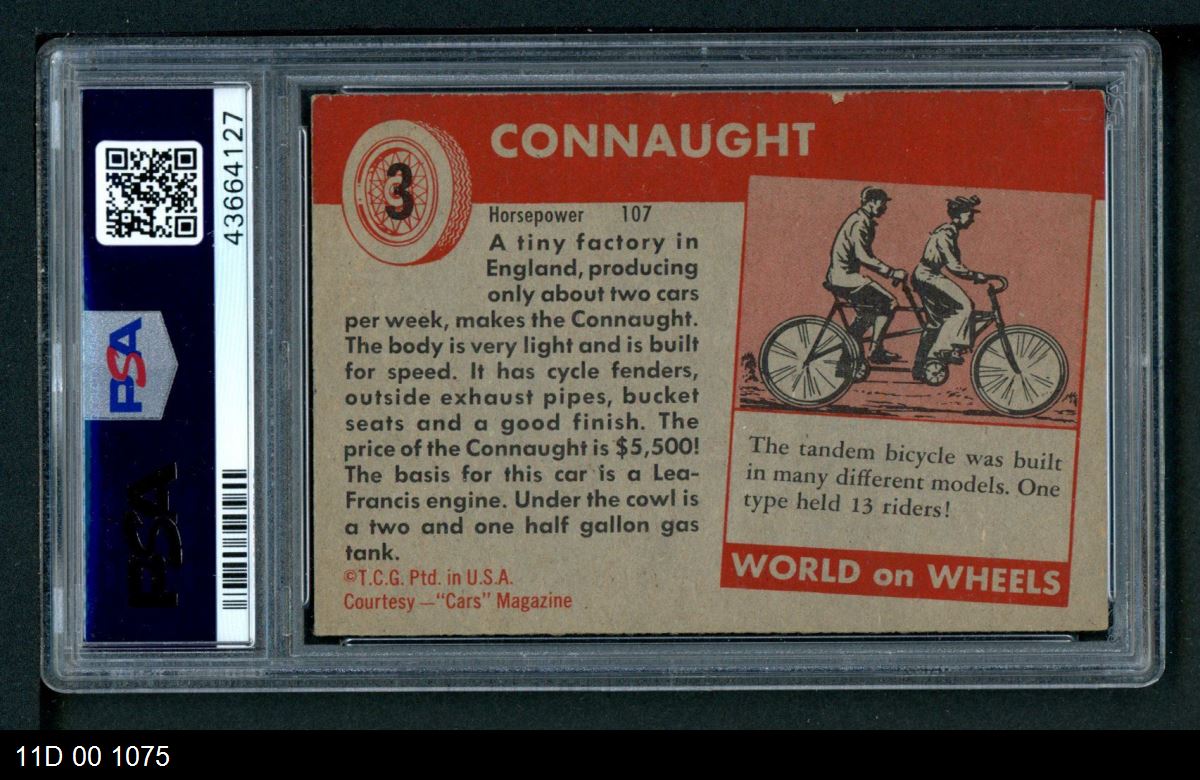 43664127
PSA
PSA
3
CONNAUGHT
Horsepower 107
A tiny factory in
England, producing
only about two cars
per week, makes the Connaught.
The body is very light and is built
for speed. It has cycle fenders,
outside exhaust pipes, bucket
seats and a good finish. The
price of the Connaught is $5,500!
The basis for this car is a Lea-
Francis engine. Under the cowl is
a two and one half gallon gas
tank.
©T.C.G. Ptd. in U.S.A.
Courtesy—"Cars" Magazine
The tandem bicycle was built
in many different models. One
type held 13 riders!
WORLD on WHEELS
11D 00 1075